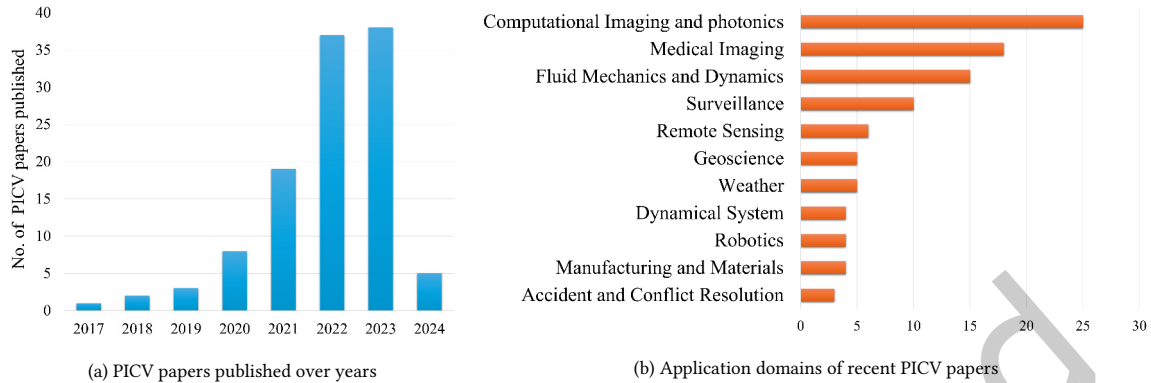 No. of PICV papers published
40
35
30
25
20
15
10
5
0
2017 2018 2019 2020 2021 2022 2023 2024
(a) PICV papers published over years
Computational Imaging and photonics
Medical Imaging
Fluid Mechanics and Dynamics
Surveillance
Remote Sensing
Geoscience
Weather
Dynamical System
Robotics
Manufacturing and Materials
Accident and Conflict Resolution
0 5 10 15 20 25 30
(b) Application domains of recent PICV papers